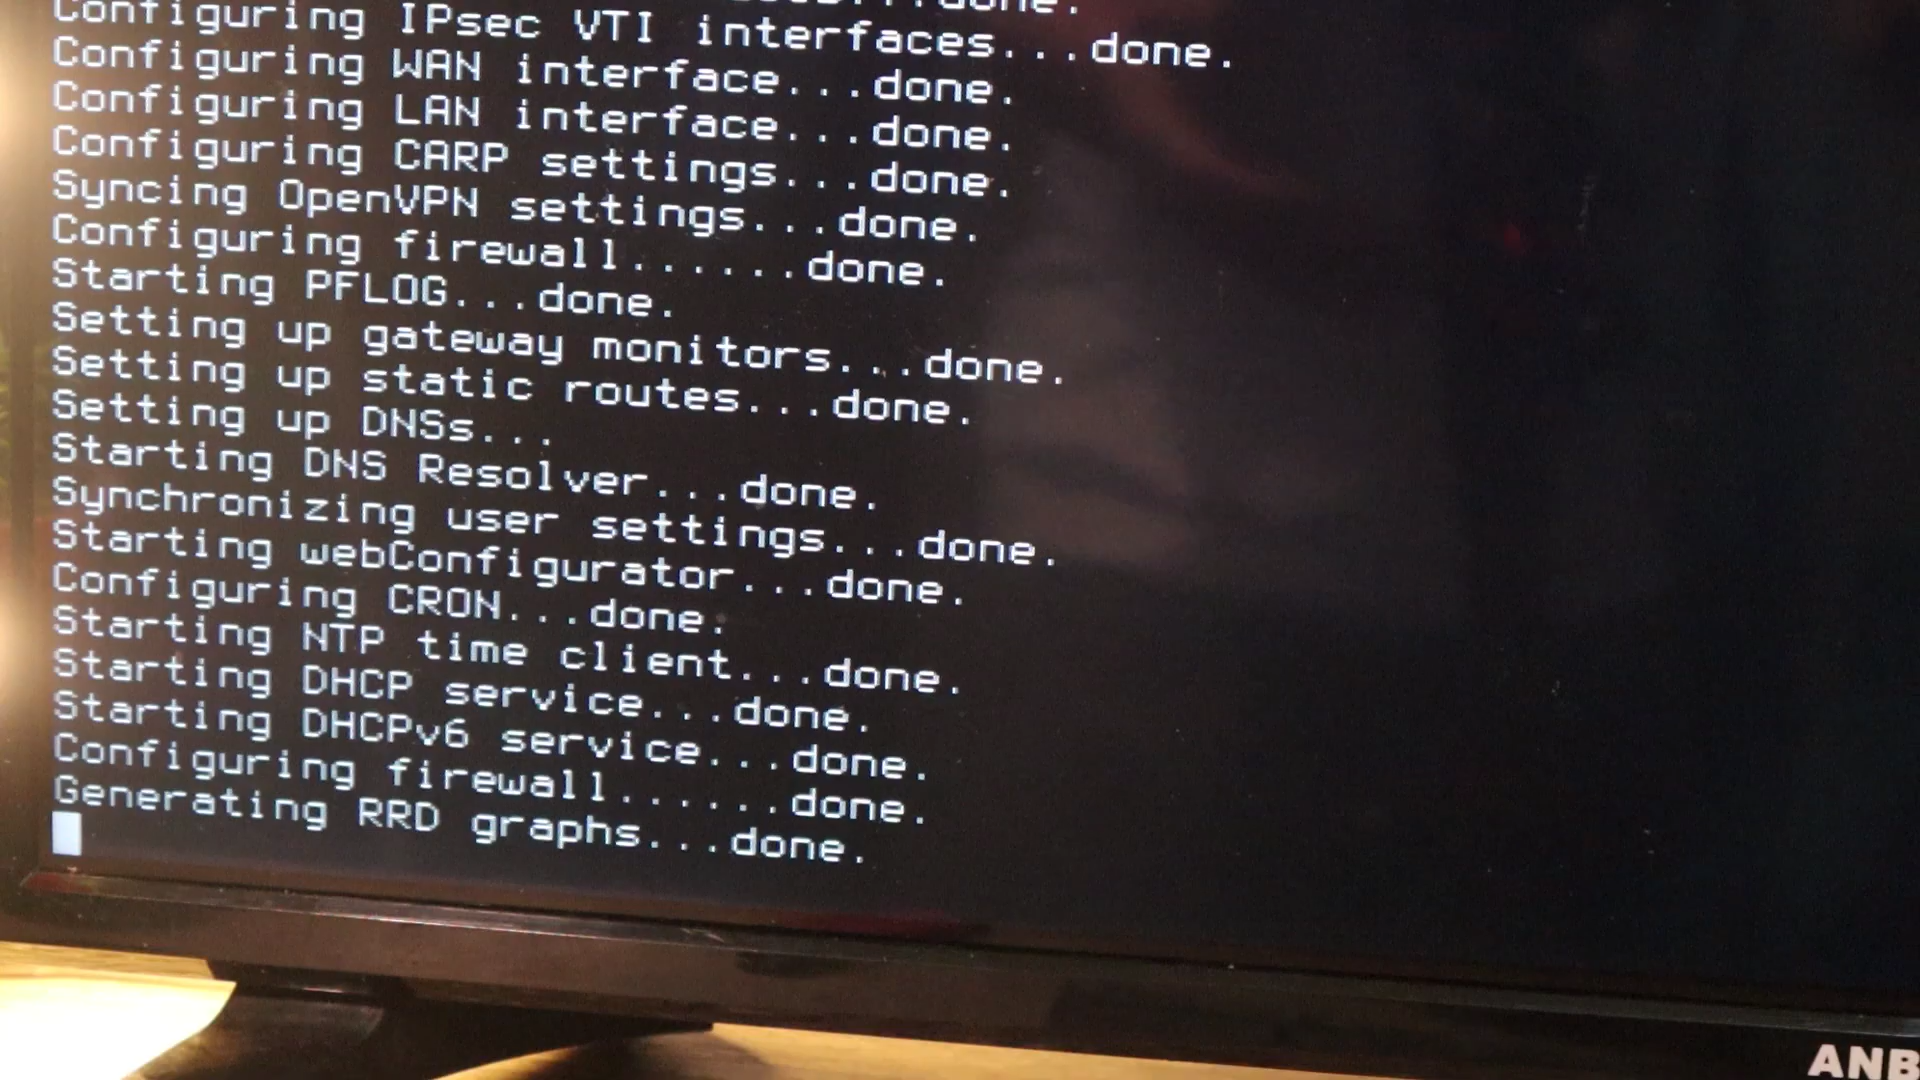 done.
Configuring IPsec VTI interfaces...done.
Configuring WAN interface...done.
Configuring LAN interface...done.
Configuring CARP settings...done.
Syncing OpenVPN settings...done.
Configuring firewall......done.
Starting PFLOG...done.
Setting up gateway monitors...done.
Setting up static routes...done.
Setting up DNSs...
Starting DNS Resolver...done.
Synchronizing user settings...done.
Starting webConfigurator...done.
Configuring CRON...done.
Starting NTP time client...done.
Starting DHCP service...done.
Starting DHCPv6 service...done.
Configuring firewall......done.
Generating RRD graphs...done.
ANB